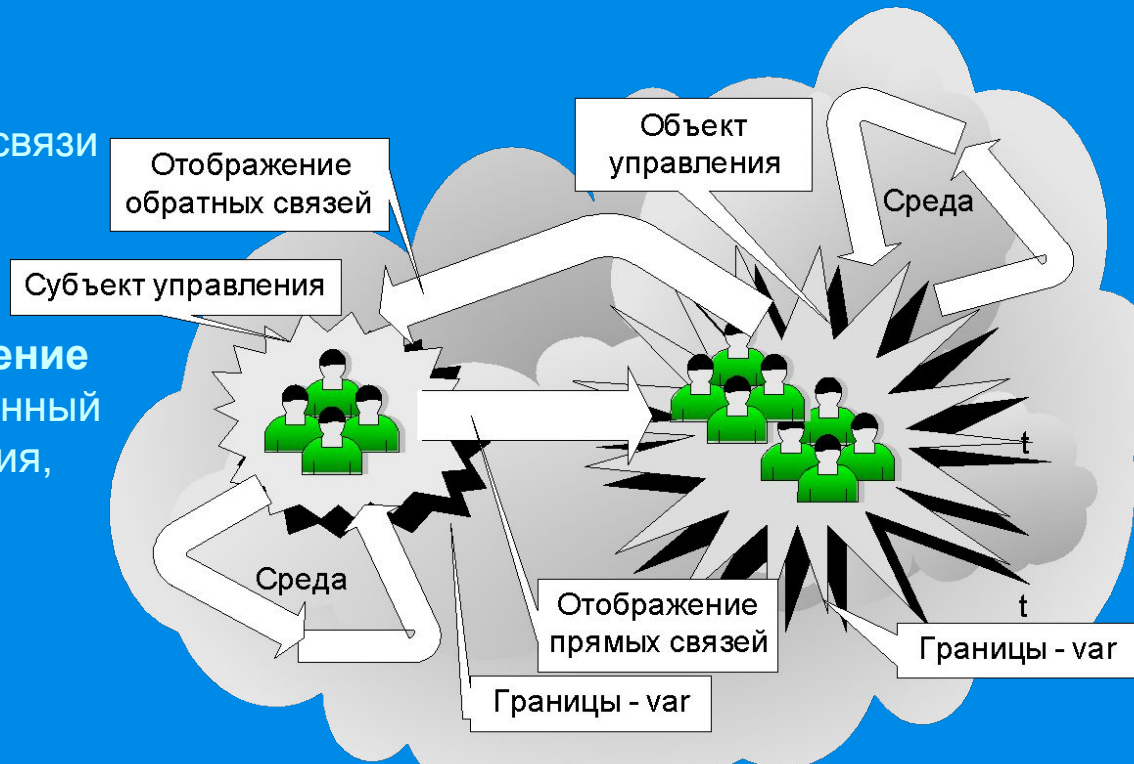 связи
ение
нный
ия,
Отображение
обратных связей
Объект
управления
Среда
Субъект управления
t
Среда
Отображение
прямых связей
t
Границы - var
Границы - var